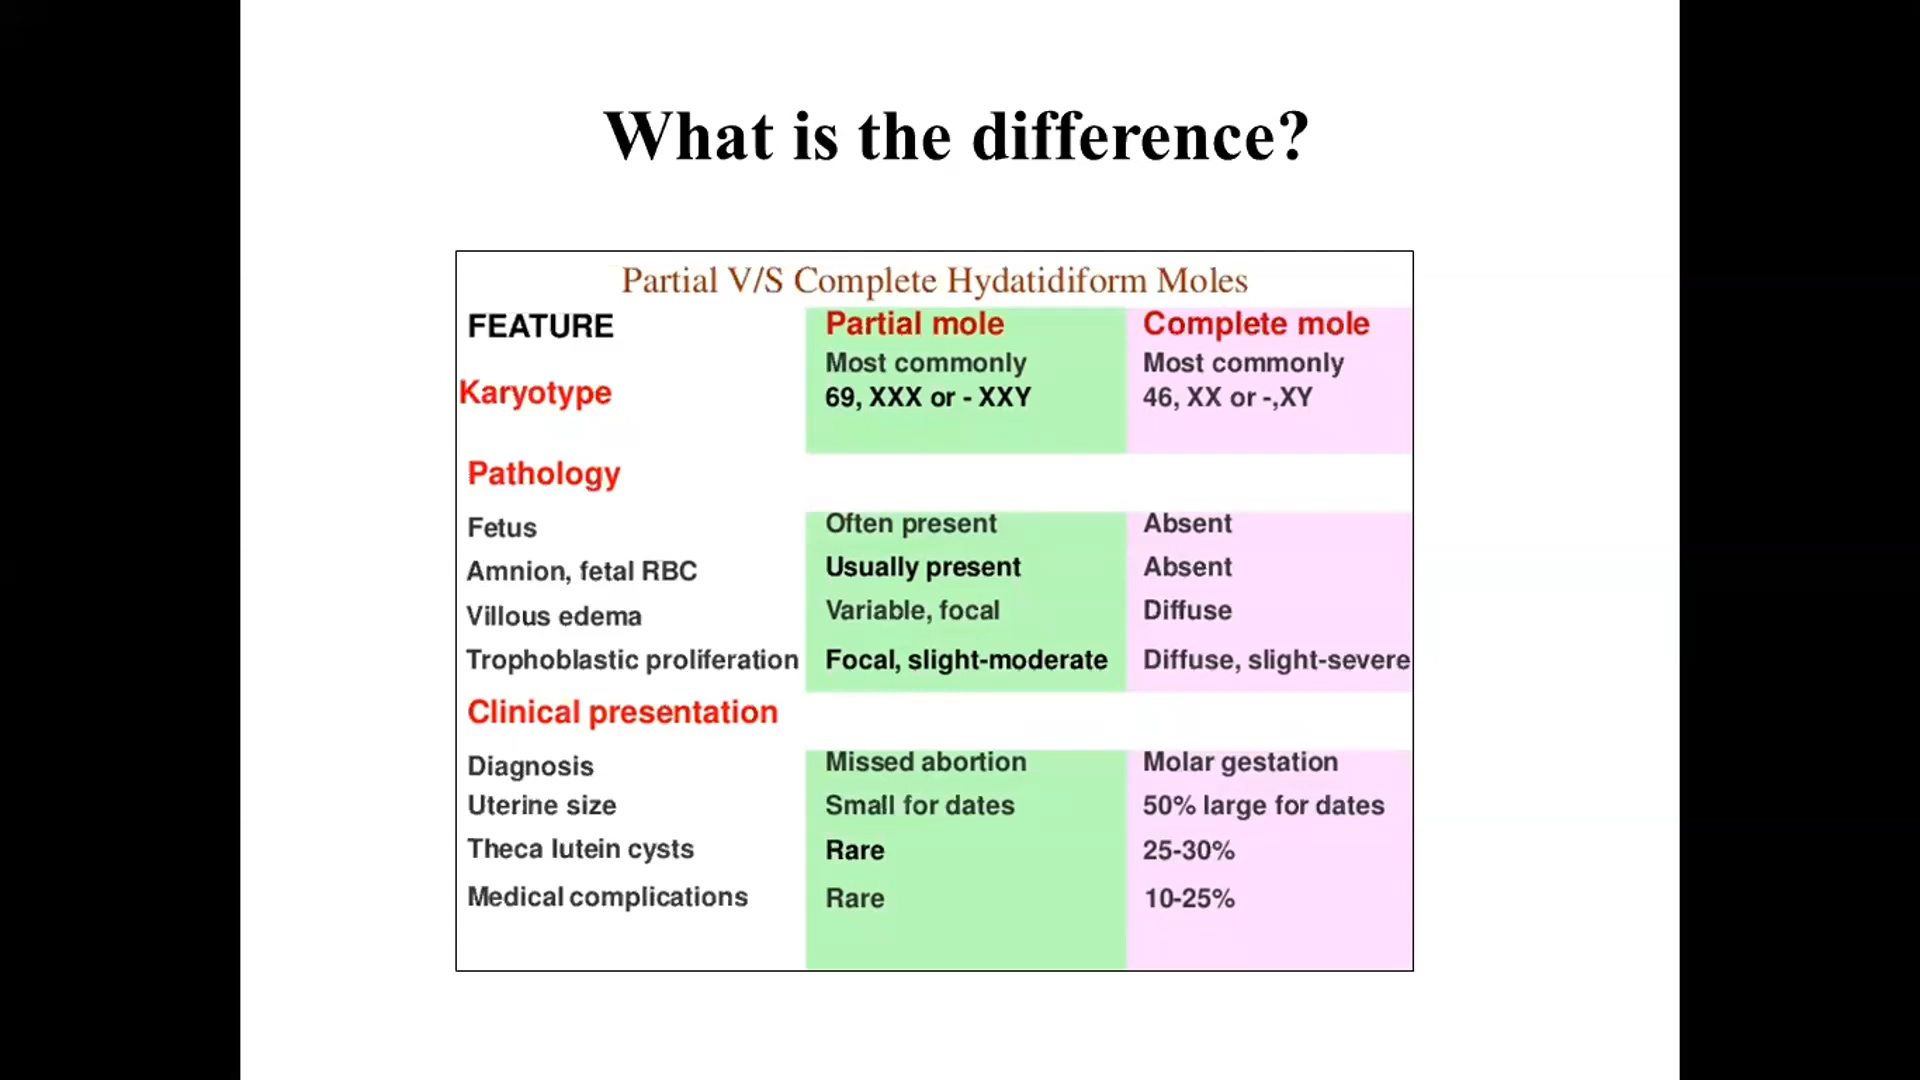 What is the difference?
Partial V/S Complete Hydatidiform Moles
FEATURE Partial mole Complete mole
Most commonly Most commonly
Karyotype 69, XXX or - XXY 46, XX or -,XY
Pathology
Fetus Often present Absent
Amnion, fetal RBC Usually present Absent
Villous edema Variable, focal Diffuse
Trophoblastic proliferation Focal, slight-moderate Diffuse, slight-severe
Clinical presentation
Diagnosis Missed abortion Molar gestation
Uterine size Small for dates 50% large for dates
Theca lutein cysts Rare 25-30%
Medical complications Rare 10-25%